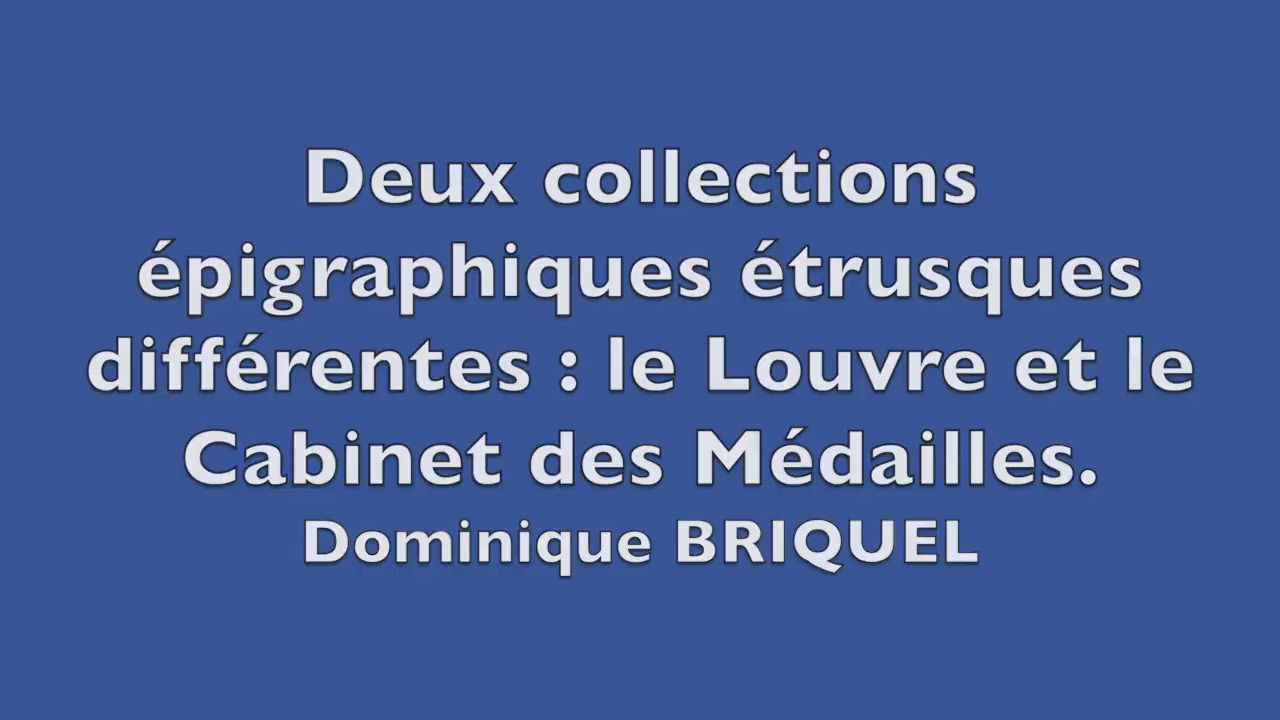 Deux collections
épigraphiques étrusques
différentes : le Louvre et le
Cabinet des Médailles.
Dominique BRIQUEL